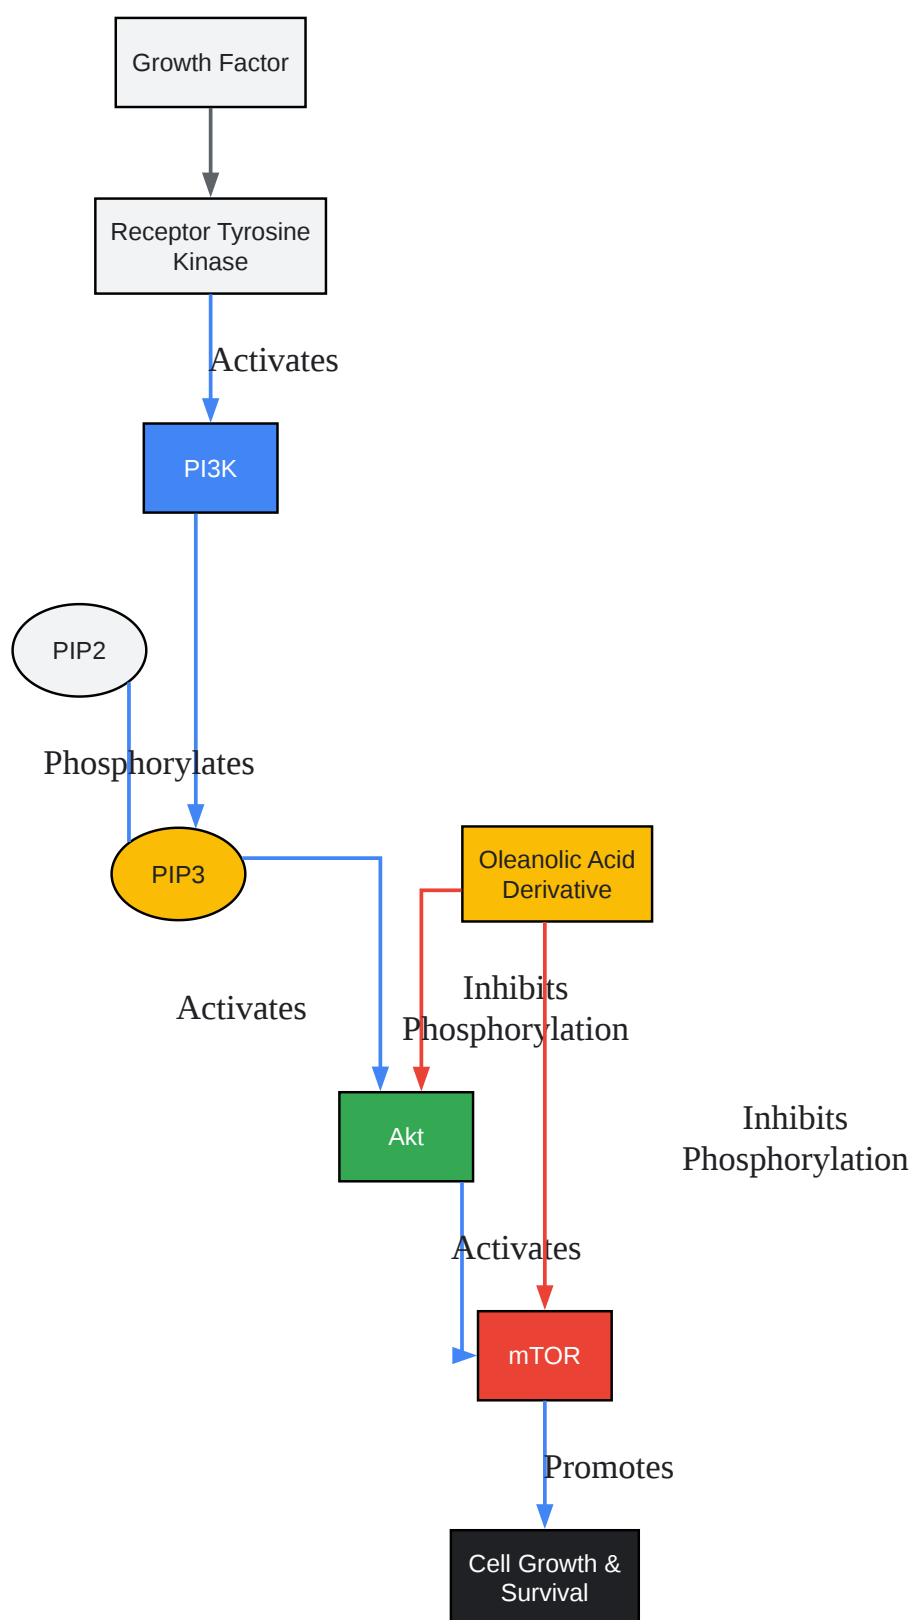 Growth Factor
Receptor Tyrosine
Kinase
Activates
PI3K
PIP2
Phosphorylates
PIP3
Oleanolic Acid
Derivative
Activates
Inhibits
Phosphorylation
Akt
Inhibits
Phosphorylation
Activates
mTOR
Promotes
Cell Growth &
Survival